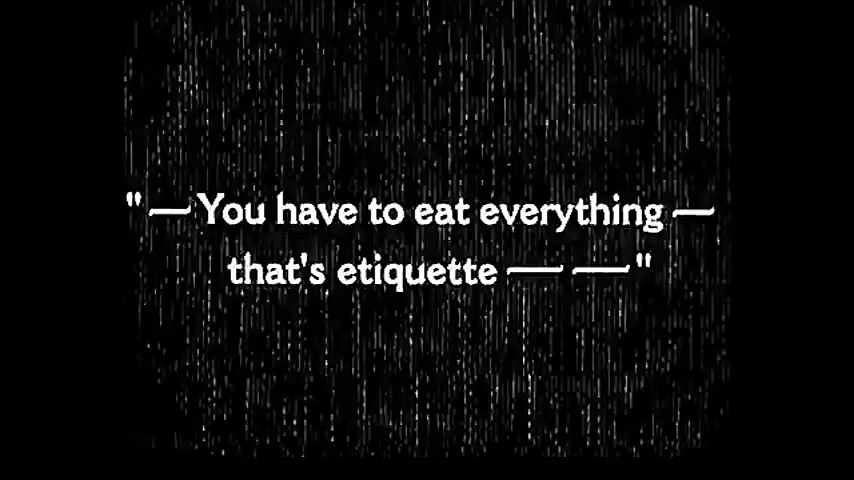 "—You have to eat everything—
that's etiquette — —"